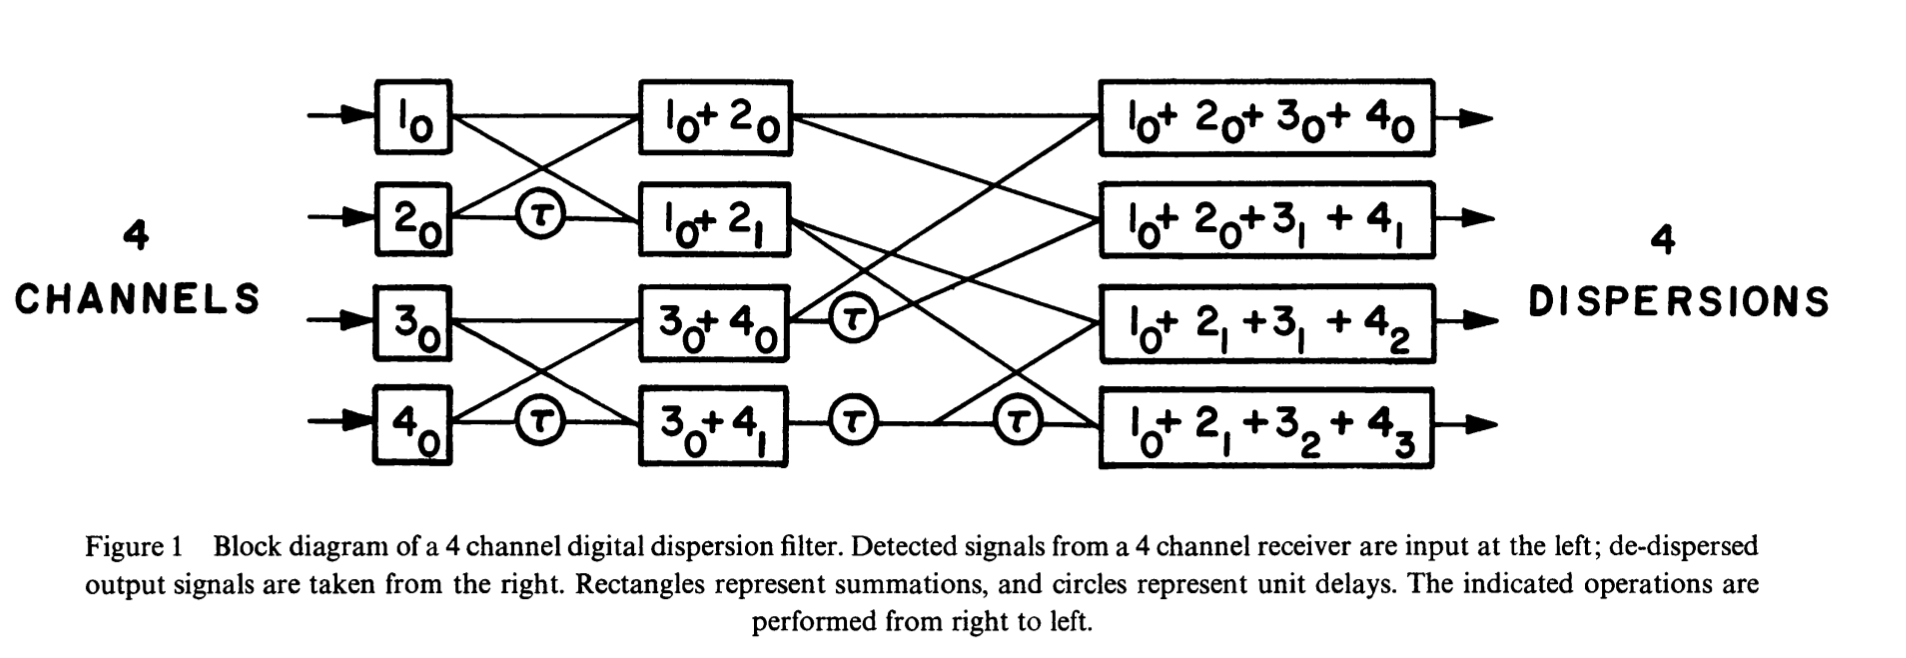 1₀ 1₀+ 2₀ 1₀+ 2₀+ 3₀+ 4₀
2₀ τ 1₀+ 2₁ 1₀+ 2₀+3₁ + 4₁
4 CHANNELS
3₀ 3₀+ 4₀ τ 1₀+ 2₁ +3₁ + 4₂
4 DISPERSIONS
4₀ τ 3₀+ 4₁ τ τ 1₀+ 2₁ +3₂ + 4₃
Figure 1 Block diagram of a 4 channel digital dispersion filter. Detected signals from a 4 channel receiver are input at the left; de-dispersed
output signals are taken from the right. Rectangles represent summations, and circles represent unit delays. The indicated operations are
performed from right to left.